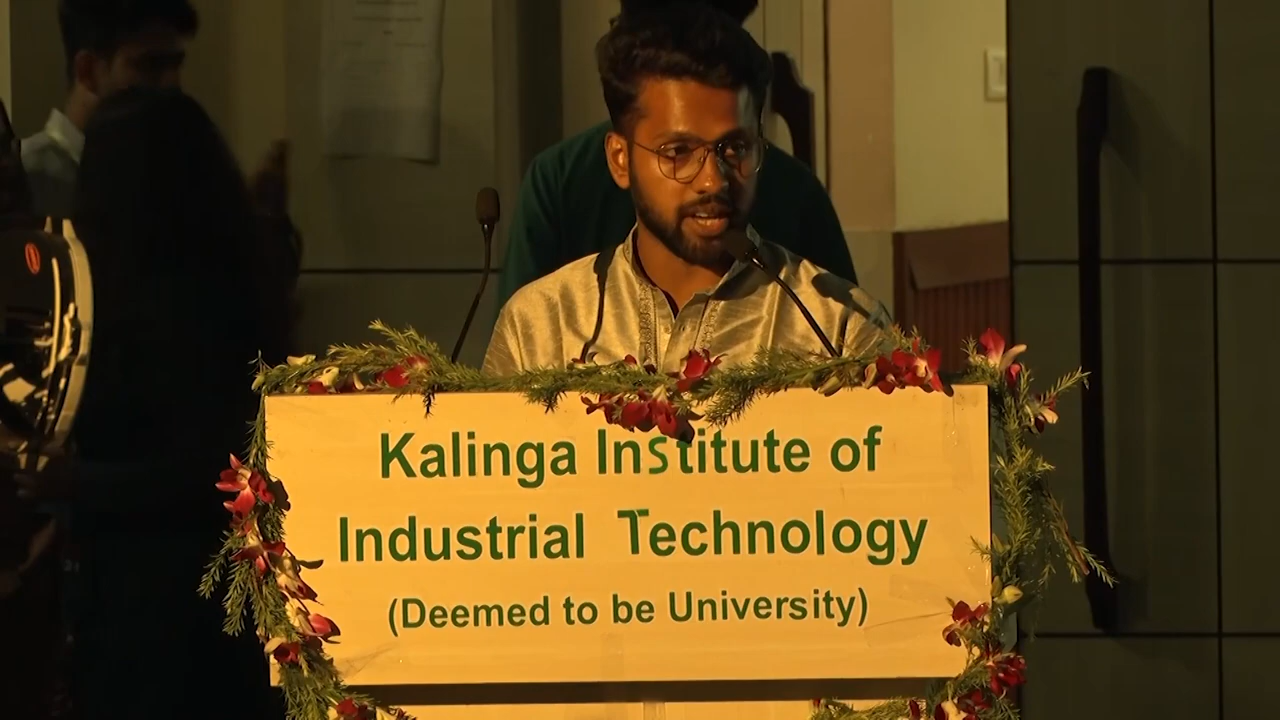 Kalinga Institute of
Industrial Technology
(Deemed to be University)